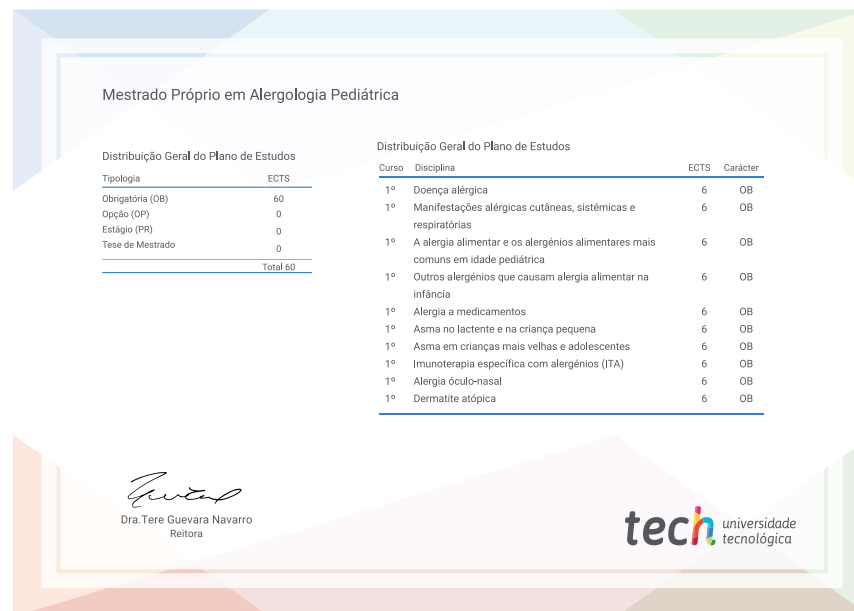 Mestrado Próprio em Alergologia Pediátrica
Distribuição Geral do Plano de Estudos
Tipologia ECTS
Obrigatória (OB) 60
Opção (OP) 0
Estágio (PR) 0
Tese de Mestrado 0
Total 60
Distribuição Geral do Plano de Estudos
Curso Disciplina ECTS Carácter
1º Doença alérgica 6 OB
1º Manifestações alérgicas cutâneas, sistémicas e 6 OB
respiratórias
1º A alergia alimentar e os alergénios alimentares mais 6 OB
comuns em idade pediátrica
1º Outros alergénios que causam alergia alimentar na 6 OB
infância
1º Alergia a medicamentos 6 OB
1º Asma no lactente e na criança pequena 6 OB
1º Asma em crianças mais velhas e adolescentes 6 OB
1º Imunoterapia específica com alergénios (ITA) 6 OB
1º Alergia óculo-nasal 6 OB
1º Dermatite atópica 6 OB
Dra.Tere Guevara Navarro
Reitora
tech universidade
tecnológica